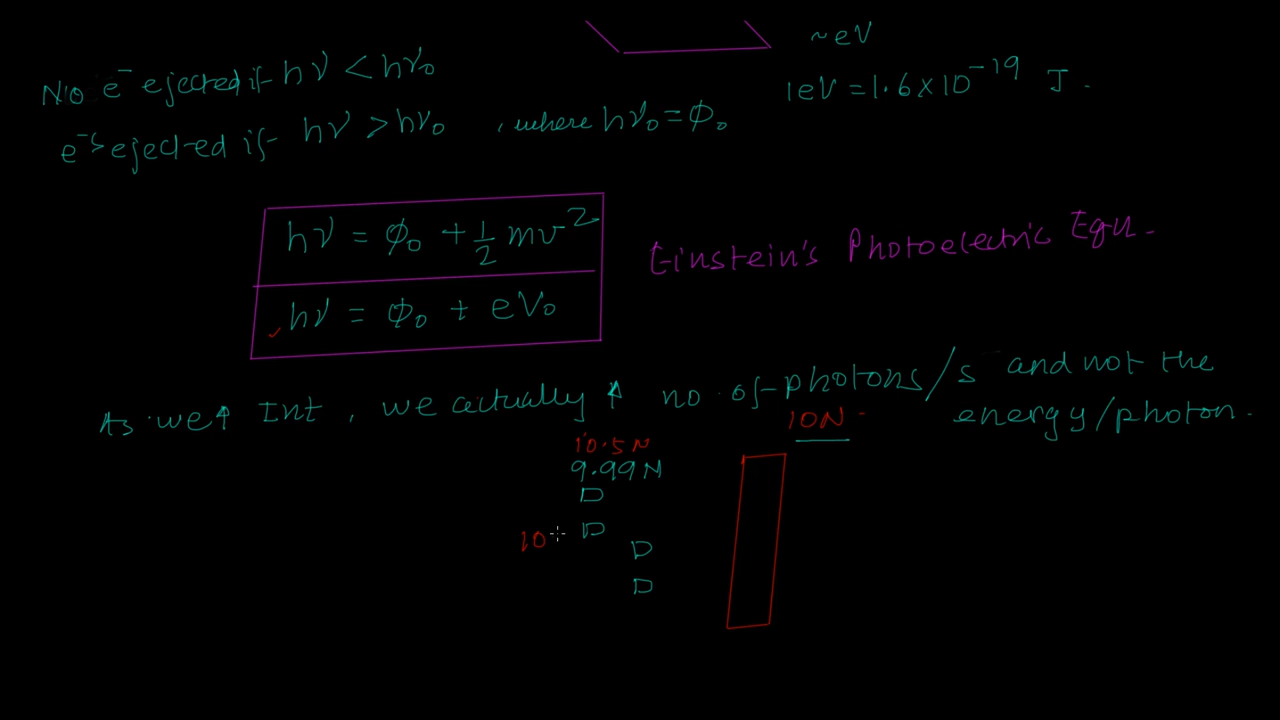 ~eV
No e⁻ ejected if hν < hν₀
1eV = 1.6×10⁻¹⁹ J.
e⁻s ejected if hν > hν₀, where hν₀ = ϕ₀
hν = ϕ₀ + ½ mv²
Einstein's Photoelectric Equ.
hν = ϕ₀ + eV₀
As we↑ Int, we actually ↑ no. of photons/s and not the
energy/photon.
10N.
10.5N
9.99N
D
D
10
D
D